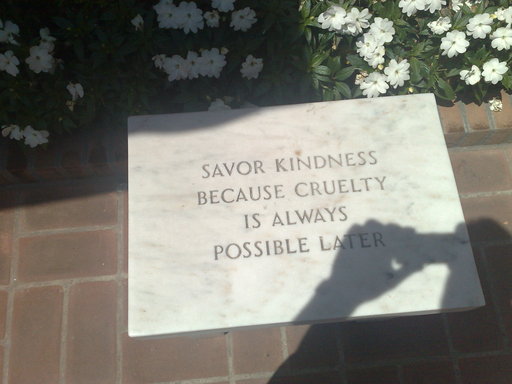 SAVOR KINDNESS
BECAUSE CRUELTY
IS ALWAYS
POSSIBLE LATER